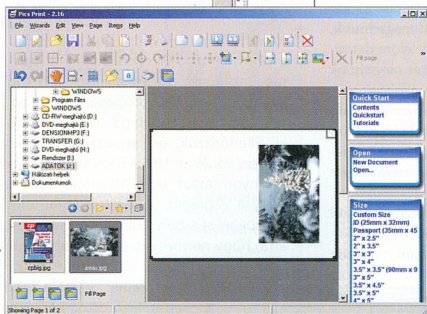 Pics Print - 2.16
File Wizards Edit View Page Items Help
Fill page
WINDOWS
Program Files
WINDOWS
CD-RW-meghajtó (D:)
DVD-meghajtó (E:)
DENSIONMP3 (F:)
TRANSFER (G:)
DVD-meghajtó (H:)
Rendszer (I:)
ADATOK (J:)
Hálózati helyek
Dokumentumok
cpbig.jpg
Fill Page
Showing Page 1 of 2
Quick Start
Contents
Quickstart
Tutorials
Open
New Document
Open...
Size
Custom Size
ID (25mm x 32mm)
Passport (35mm x 45
2" x 2.5"
2" x 3.5"
3" x 3"
3" x 4"
3.5" x 3.5" (90mm x 9
3" x 5"
3.5" x 4.5"
3.5" x 5"
4" x 5"